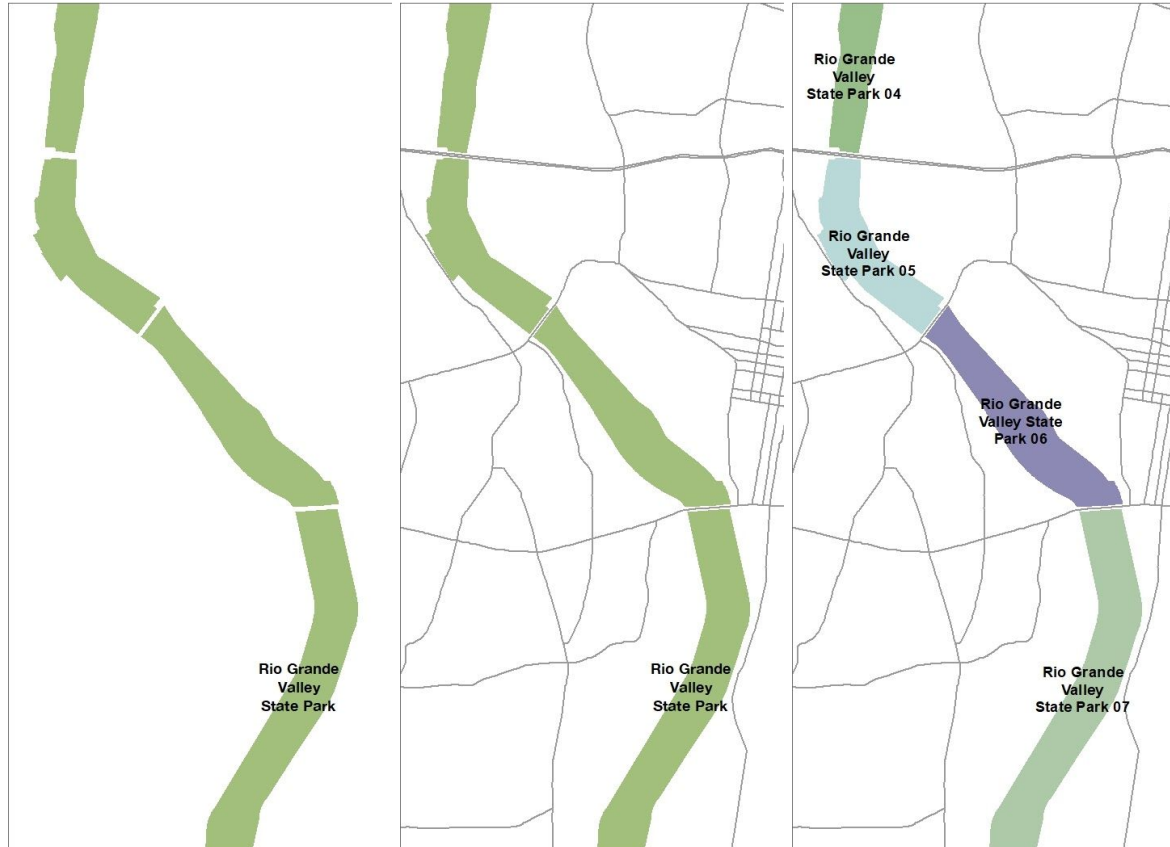 Rio Grande
Valley
State Park
Rio Grande
Valley
State Park
Rio Grande
Valley
State Park 04
Rio Grande
Valley
State Park 05
Rio Grande
Valley State
Park 06
Rio Grande
Valley
State Park 07